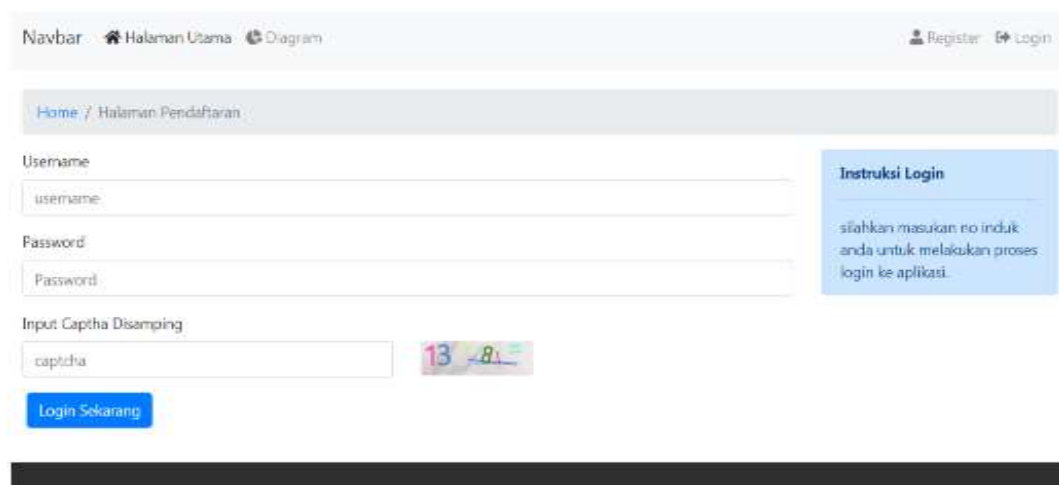 Navbar Halaman Utama Diagram Register Login
Home / Halaman Pendaftaran
Username
username
Password
Password
Input Captha Disamping
captcha
Login Sekarang
Instruksi Login
silahkan masukan no induk
anda untuk melakukan proses
login ke aplikasi.